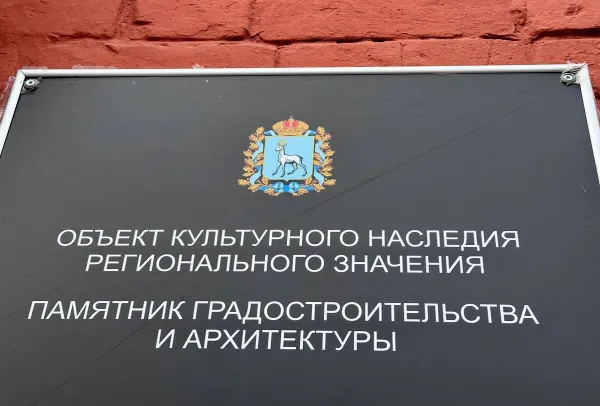 ОБЪЕКТ КУЛЬТУРНОГО НАСЛЕДИЯ
РЕГИОНАЛЬНОГО ЗНАЧЕНИЯ
ПАМЯТНИК ГРАДОСТРОИТЕЛЬСТВА
И АРХИТЕКТУРЫ